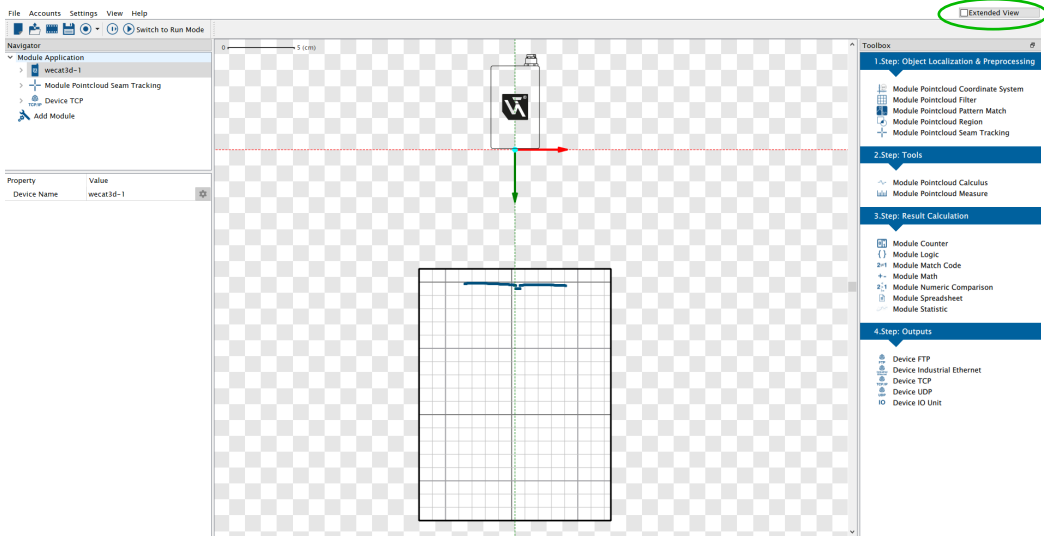 File Accounts Settings View Help
Extended View
Switch to Run Mode
Navigator
Module Application
wecat3d-1
Module Pointcloud Seam Tracking
TCP/IP Device TCP
Add Module
Property Value
Device Name wecat3d-1
0 5 (cm)
Toolbox
1.Step: Object Localization & Preprocessing
Module Pointcloud Coordinate System
Module Pointcloud Filter
Module Pointcloud Pattern Match
Module Pointcloud Region
Module Pointcloud Seam Tracking
2.Step: Tools
Module Pointcloud Calculus
Module Pointcloud Measure
3.Step: Result Calculation
Module Counter
{ } Module Logic
Module Match Code
+- Module Math
Module Numeric Comparison
Module Spreadsheet
Module Statistic
4.Step: Outputs
Device FTP
Device Industrial Ethernet
Device TCP
Device UDP
IO Device IO Unit